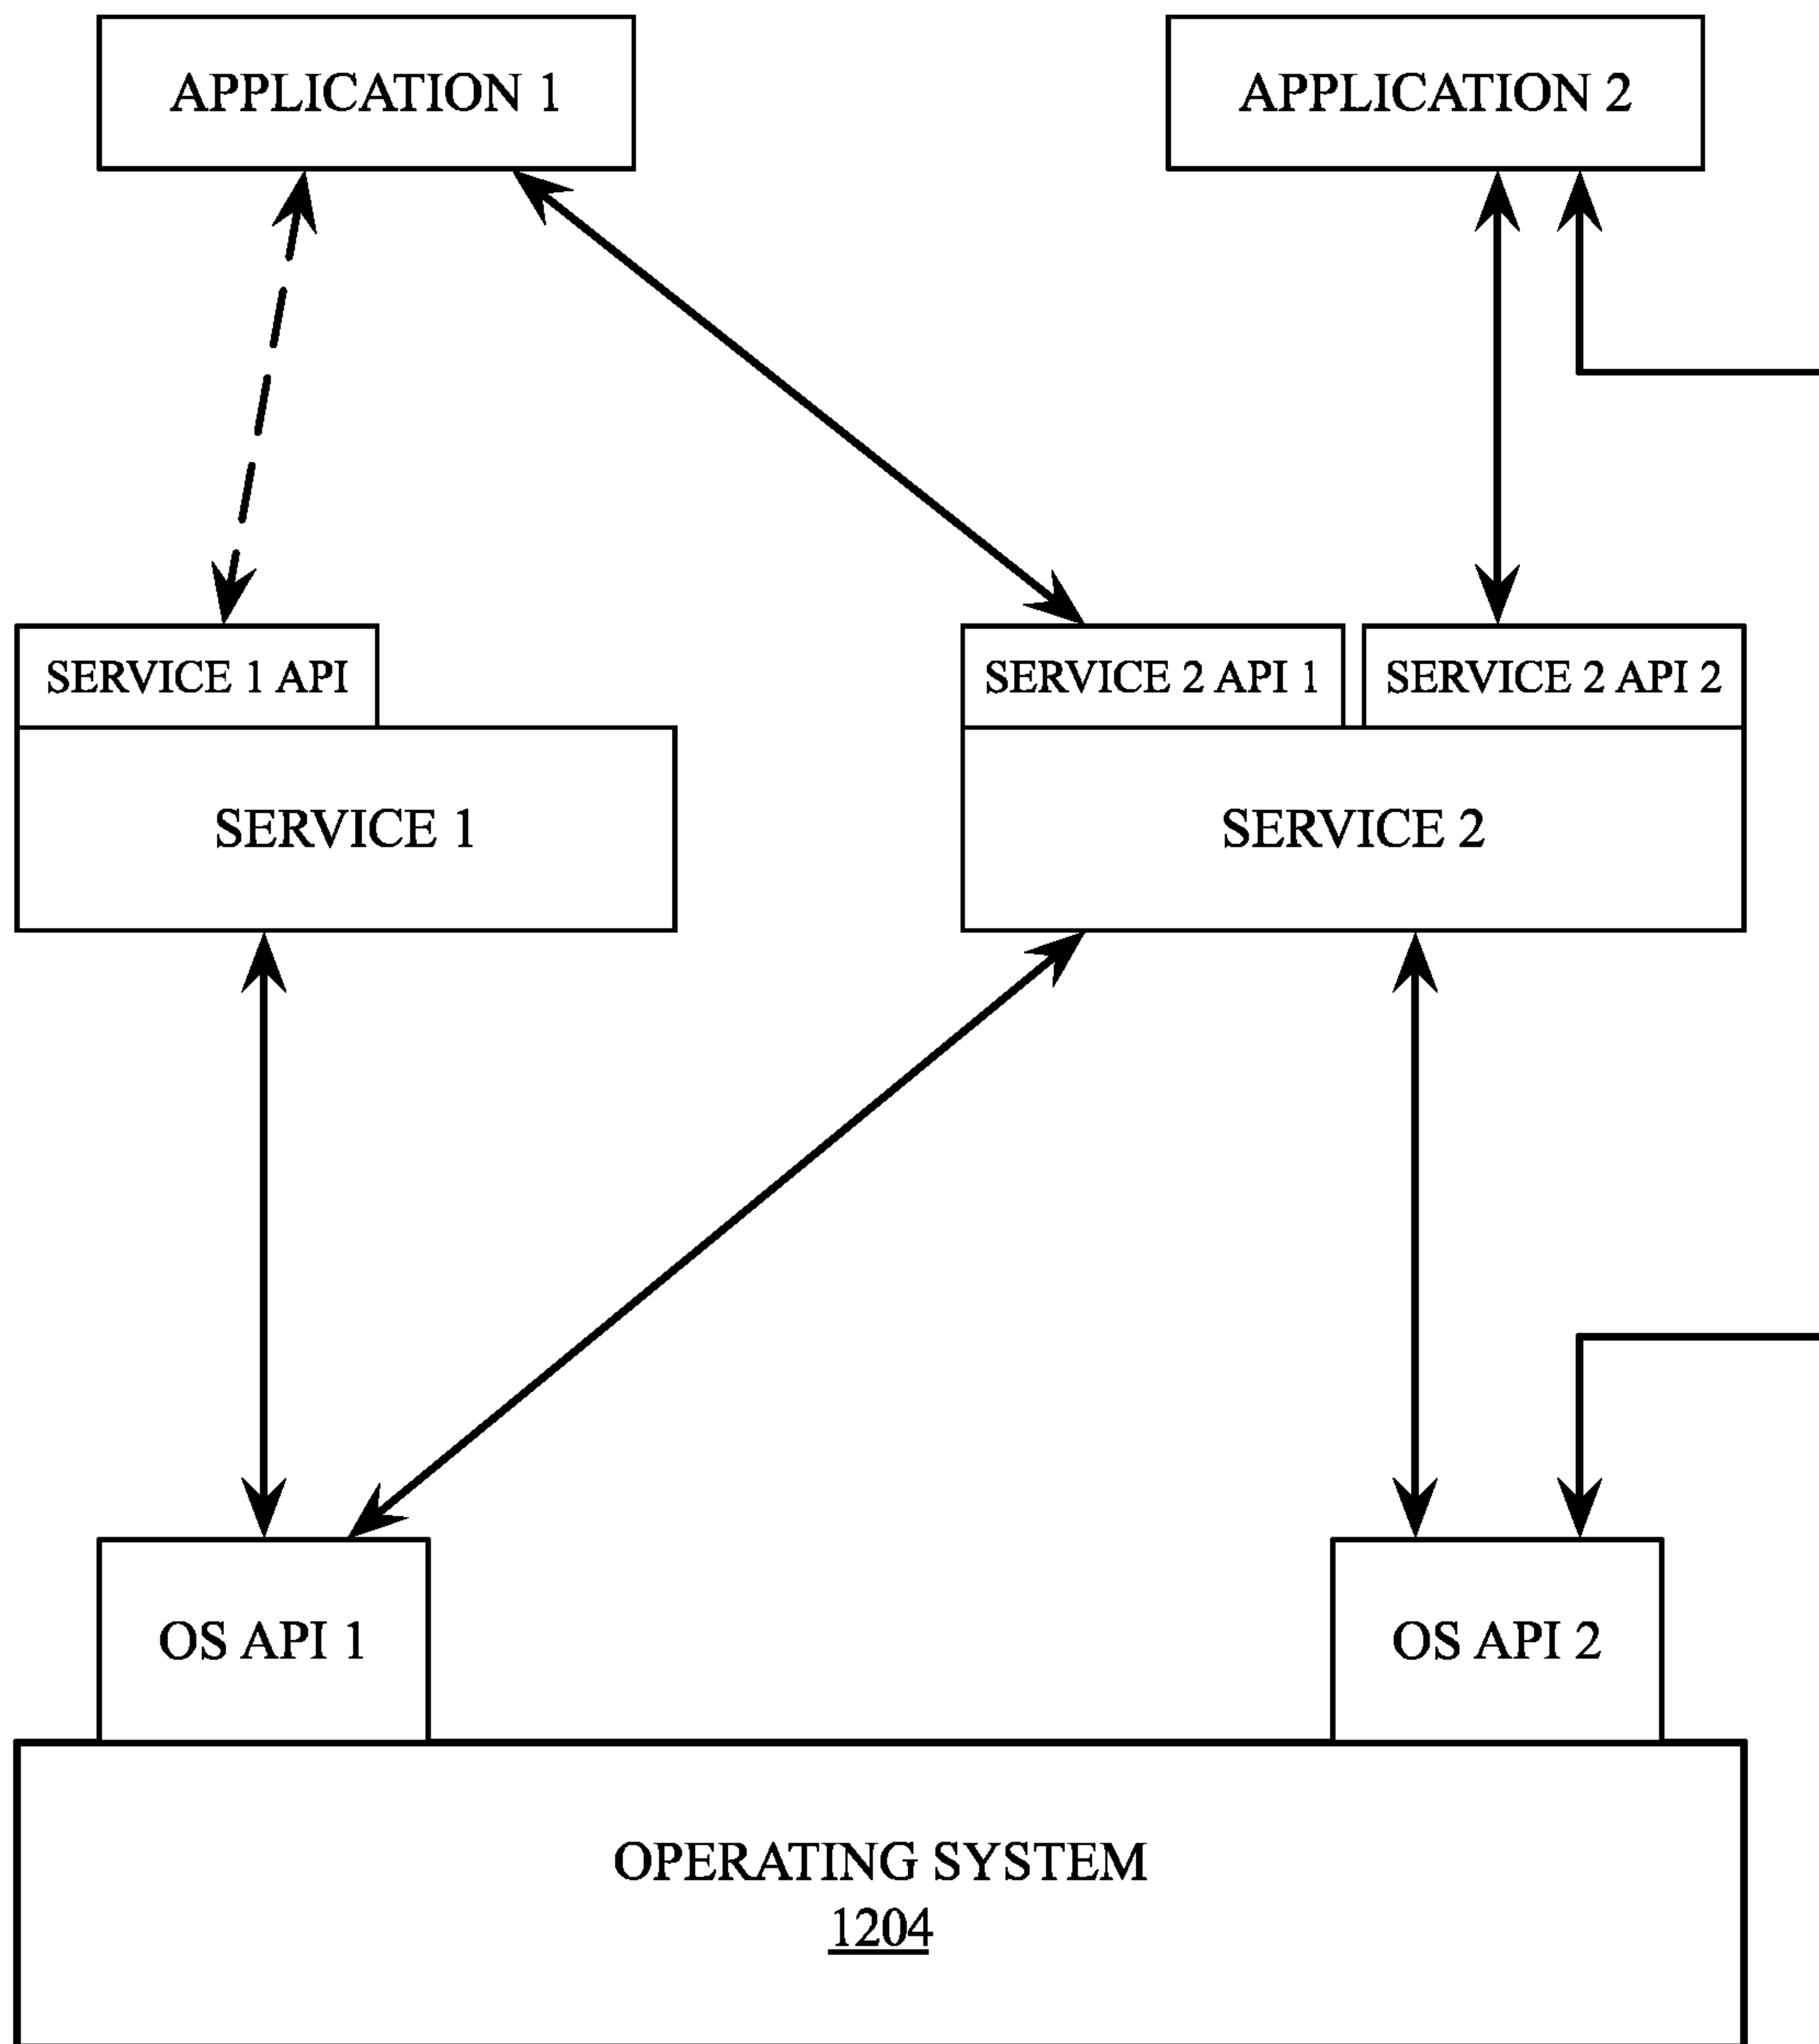 APPLICATION 1
APPLICATION 2
SERVICE 1 API
SERVICE 2 API 1
SERVICE 2 API 2
SERVICE 1
SERVICE 2
OS API 1
OS API 2
OPERATING SYSTEM
1204